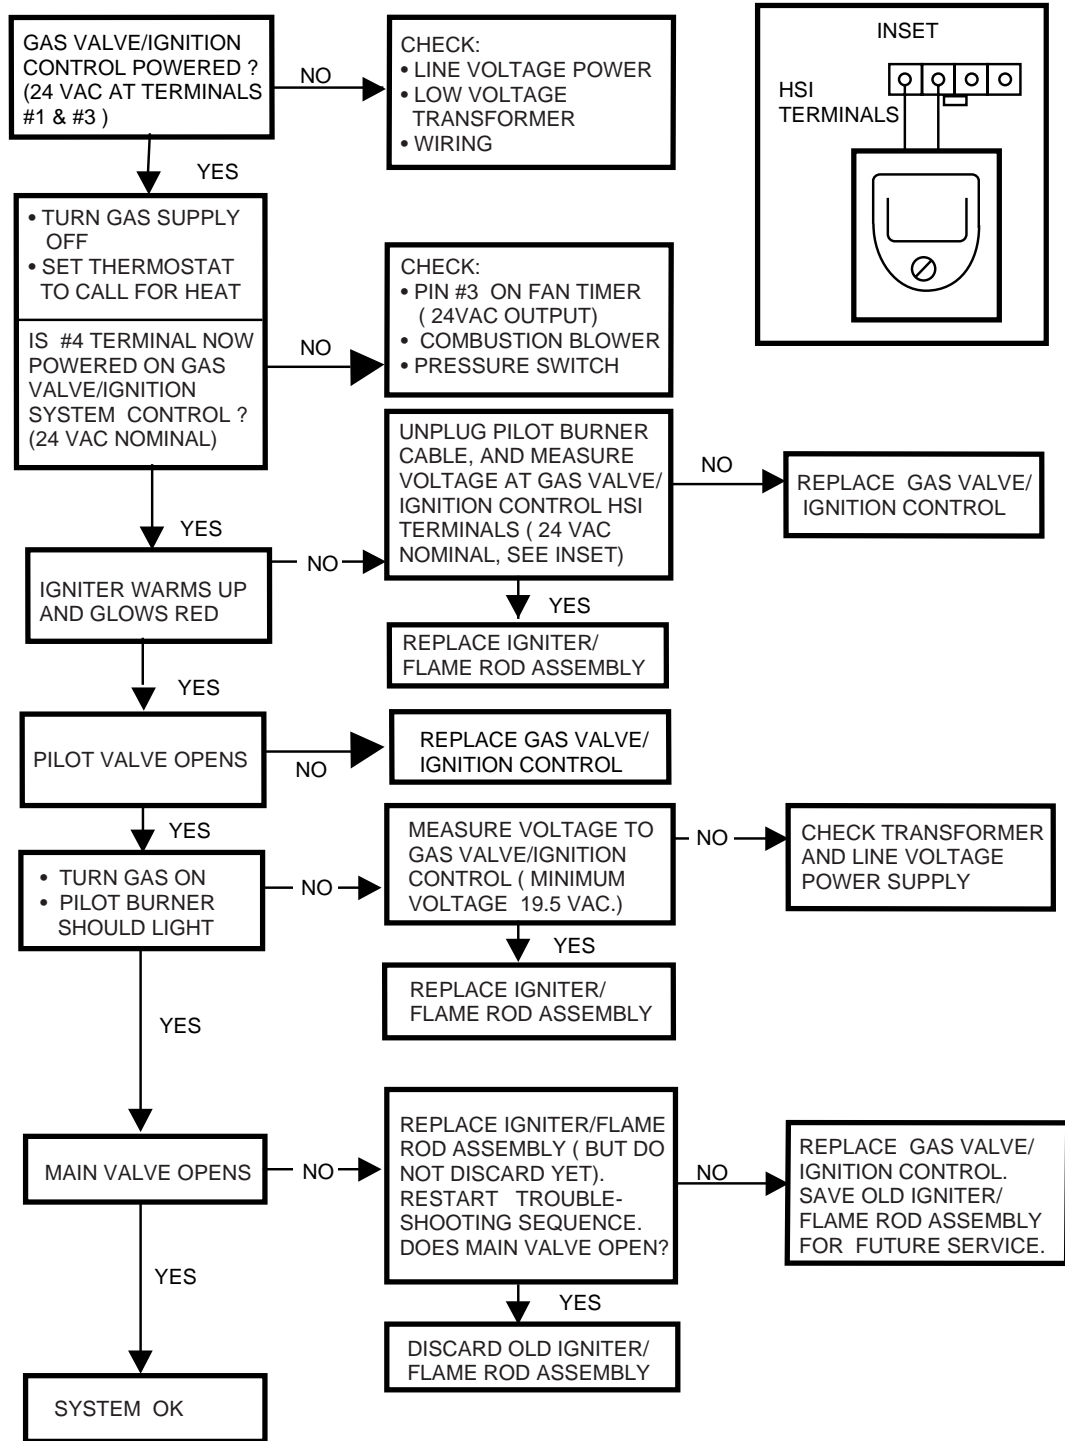 GAS VALVE/IGNITION
CONTROL POWERED ?
(24 VAC AT TERMINALS
#1 & #3 )
NO
CHECK:
• LINE VOLTAGE POWER
• LOW VOLTAGE
TRANSFORMER
• WIRING
INSET
HSI
TERMINALS
YES
• TURN GAS SUPPLY
OFF
• SET THERMOSTAT
TO CALL FOR HEAT
IS #4 TERMINAL NOW
POWERED ON GAS
VALVE/IGNITION
SYSTEM CONTROL ?
(24 VAC NOMINAL)
NO
CHECK:
• PIN #3 ON FAN TIMER
( 24VAC OUTPUT)
• COMBUSTION BLOWER
• PRESSURE SWITCH
YES
IGNITER WARMS UP
AND GLOWS RED
NO
UNPLUG PILOT BURNER
CABLE, AND MEASURE
VOLTAGE AT GAS VALVE/
IGNITION CONTROL HSI
TERMINALS ( 24 VAC
NOMINAL, SEE INSET)
NO
REPLACE GAS VALVE/
IGNITION CONTROL
YES
REPLACE IGNITER/
FLAME ROD ASSEMBLY
YES
PILOT VALVE OPENS
NO
REPLACE GAS VALVE/
IGNITION CONTROL
YES
• TURN GAS ON
• PILOT BURNER
SHOULD LIGHT
NO
MEASURE VOLTAGE TO
GAS VALVE/IGNITION
CONTROL ( MINIMUM
VOLTAGE 19.5 VAC.)
NO
CHECK TRANSFORMER
AND LINE VOLTAGE
POWER SUPPLY
YES
REPLACE IGNITER/
FLAME ROD ASSEMBLY
YES
MAIN VALVE OPENS
NO
REPLACE IGNITER/FLAME
ROD ASSEMBLY ( BUT DO
NOT DISCARD YET).
RESTART TROUBLE-
SHOOTING SEQUENCE.
DOES MAIN VALVE OPEN?
NO
REPLACE GAS VALVE/
IGNITION CONTROL.
SAVE OLD IGNITER/
FLAME ROD ASSEMBLY
FOR FUTURE SERVICE.
YES
DISCARD OLD IGNITER/
FLAME ROD ASSEMBLY
YES
SYSTEM OK